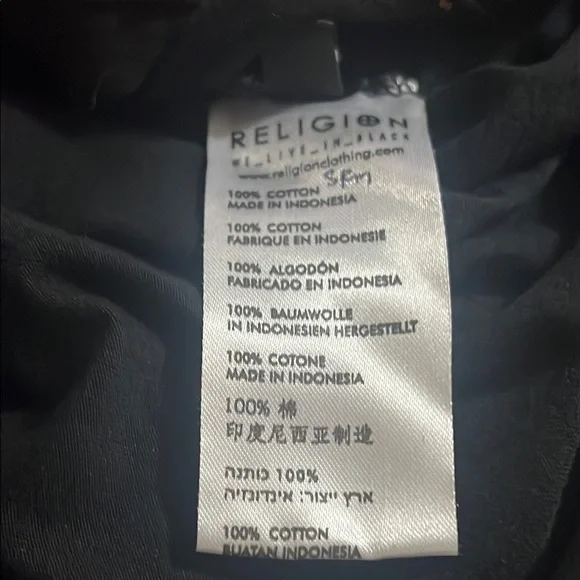 RELIGION
WE_LIVE_IN_BLACK
www.religionclothing.com
100% COTTON
MADE IN INDONESIA
100% COTTON
FABRIQUE EN INDONESIE
100% ALGODÓN
FABRICADO EN INDONESIA
100% BAUMWOLLE
IN INDONESIEN HERGESTELLT
100% COTONE
MADE IN INDONESIA
100% 棉
印度尼西亚制造
100% כותנה
ארץ ייצור: אינדונזיה
100% COTTON
BUATAN INDONESIA